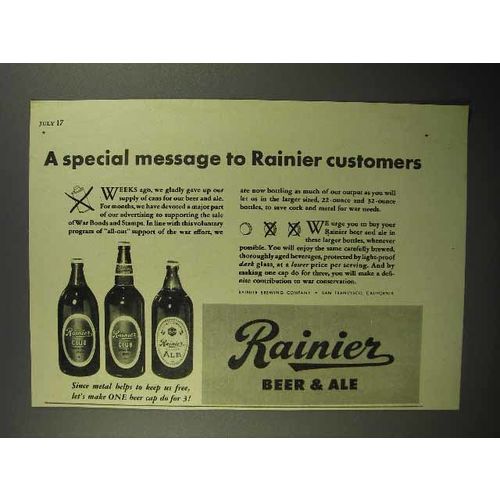 JULY 17
A special message to Rainier customers
WEEKS ago, we gladly gave up our
supply of cans for our beer and ale.
For months, we have devoted a major part
of our advertising to supporting the sale
of War Bonds and Stamps. In line with this voluntary
program of "all-out" support of the war effort, we
are now bottling as much of our output as you will
let us in the larger sized, 22-ounce and 32-ounce
bottles, to save cork and metal for war needs.
WE urge you to buy your
Rainier beer and ale in
these larger bottles, whenever
possible. You will enjoy the same carefully brewed,
thoroughly aged beverages, protected by light-proof
dark glass, at a lower price per serving. And by
making one cap do for three, you will make a defi-
nite contribution to war conservation.
RAINIER BREWING COMPANY • SAN FRANCISCO, CALIFORNIA
Rainier
CLUB
Rainier
CLUB
Rainier
ALE
Since metal helps to keep us free,
let's make ONE beer cap do for 3!
Rainier
BEER & ALE